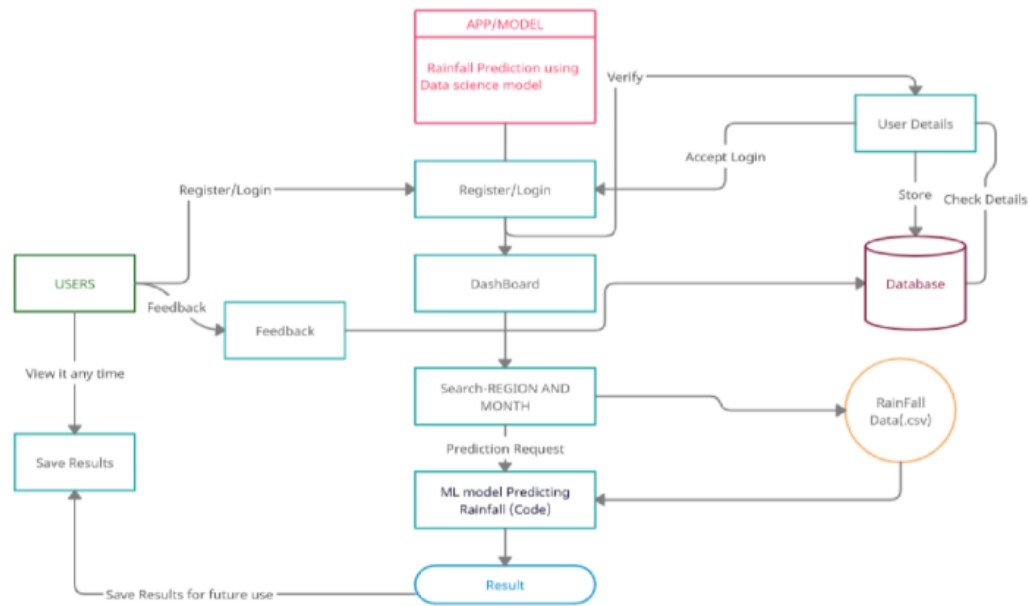 APP/MODEL
Rainfall Prediction using
Data science model
Verify
User Details
Accept Login
Register/Login
Register/Login
Store
Check Details
USERS
DashBoard
Database
Feedback
Feedback
View it any time
Search-REGION AND
MONTH
RainFall
Data(.csv)
Prediction Request
Save Results
ML model Predicting
Rainfall (Code)
Result
Save Results for future use